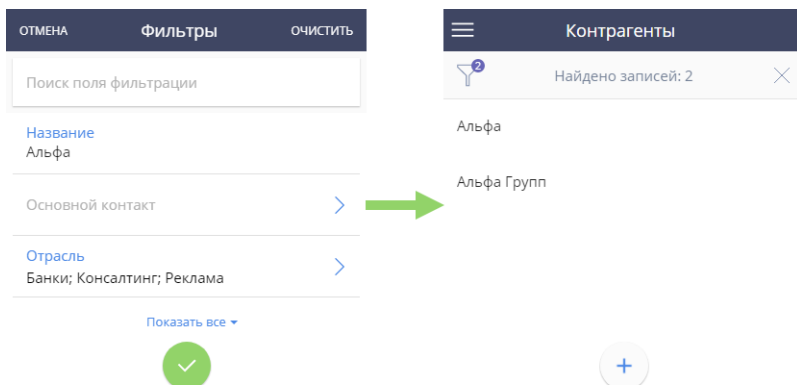 ОТМЕНА Фильтры ОЧИСТИТЬ
Поиск поля фильтрации
Название
Альфа
Основной контакт
Отрасль
Банки; Консалтинг; Реклама
Показать все
Контрагенты
2
Найдено записей: 2
Альфа
Альфа Групп